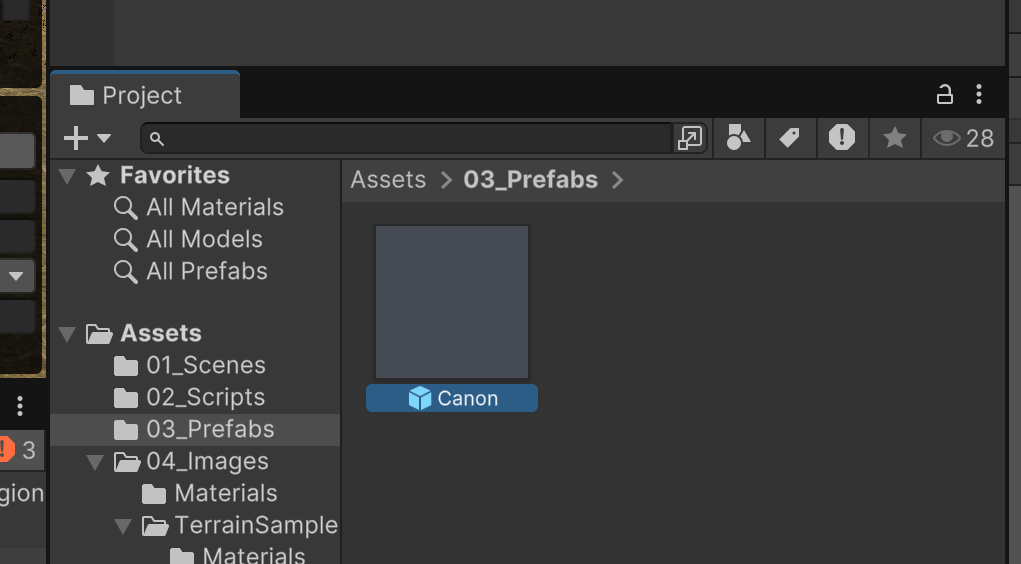 Project
28
Favorites
All Materials
All Models
All Prefabs
Assets
01_Scenes
02_Scripts
03_Prefabs
04_Images
Materials
TerrainSample
Materials
Assets > 03_Prefabs >
Canon
3
gion